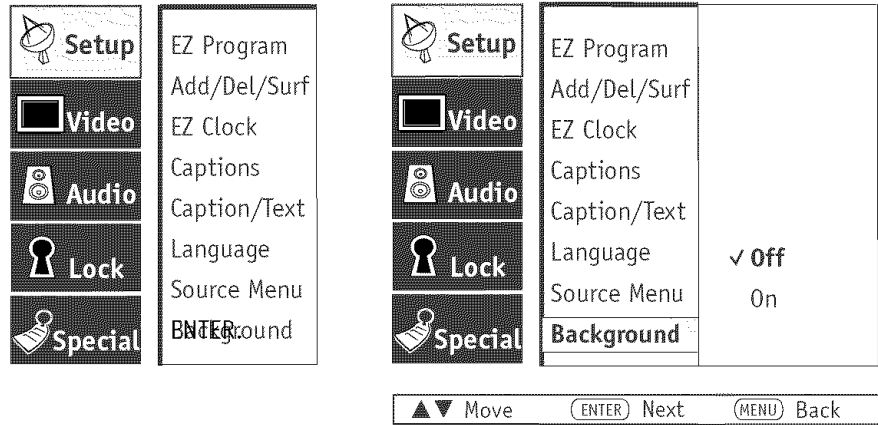 Setup
Video
Audio
Lock
Special
EZ Program
Add/Del/Surf
EZ Clock
Captions
Caption/Text
Language
Source Menu
Background
ENTER.
Setup
Video
Audio
Lock
Special
EZ Program
Add/Del/Surf
EZ Clock
Captions
Caption/Text
Language
Source Menu
Background
✓ Off
On
▲▼ Move ENTER Next MENU Back